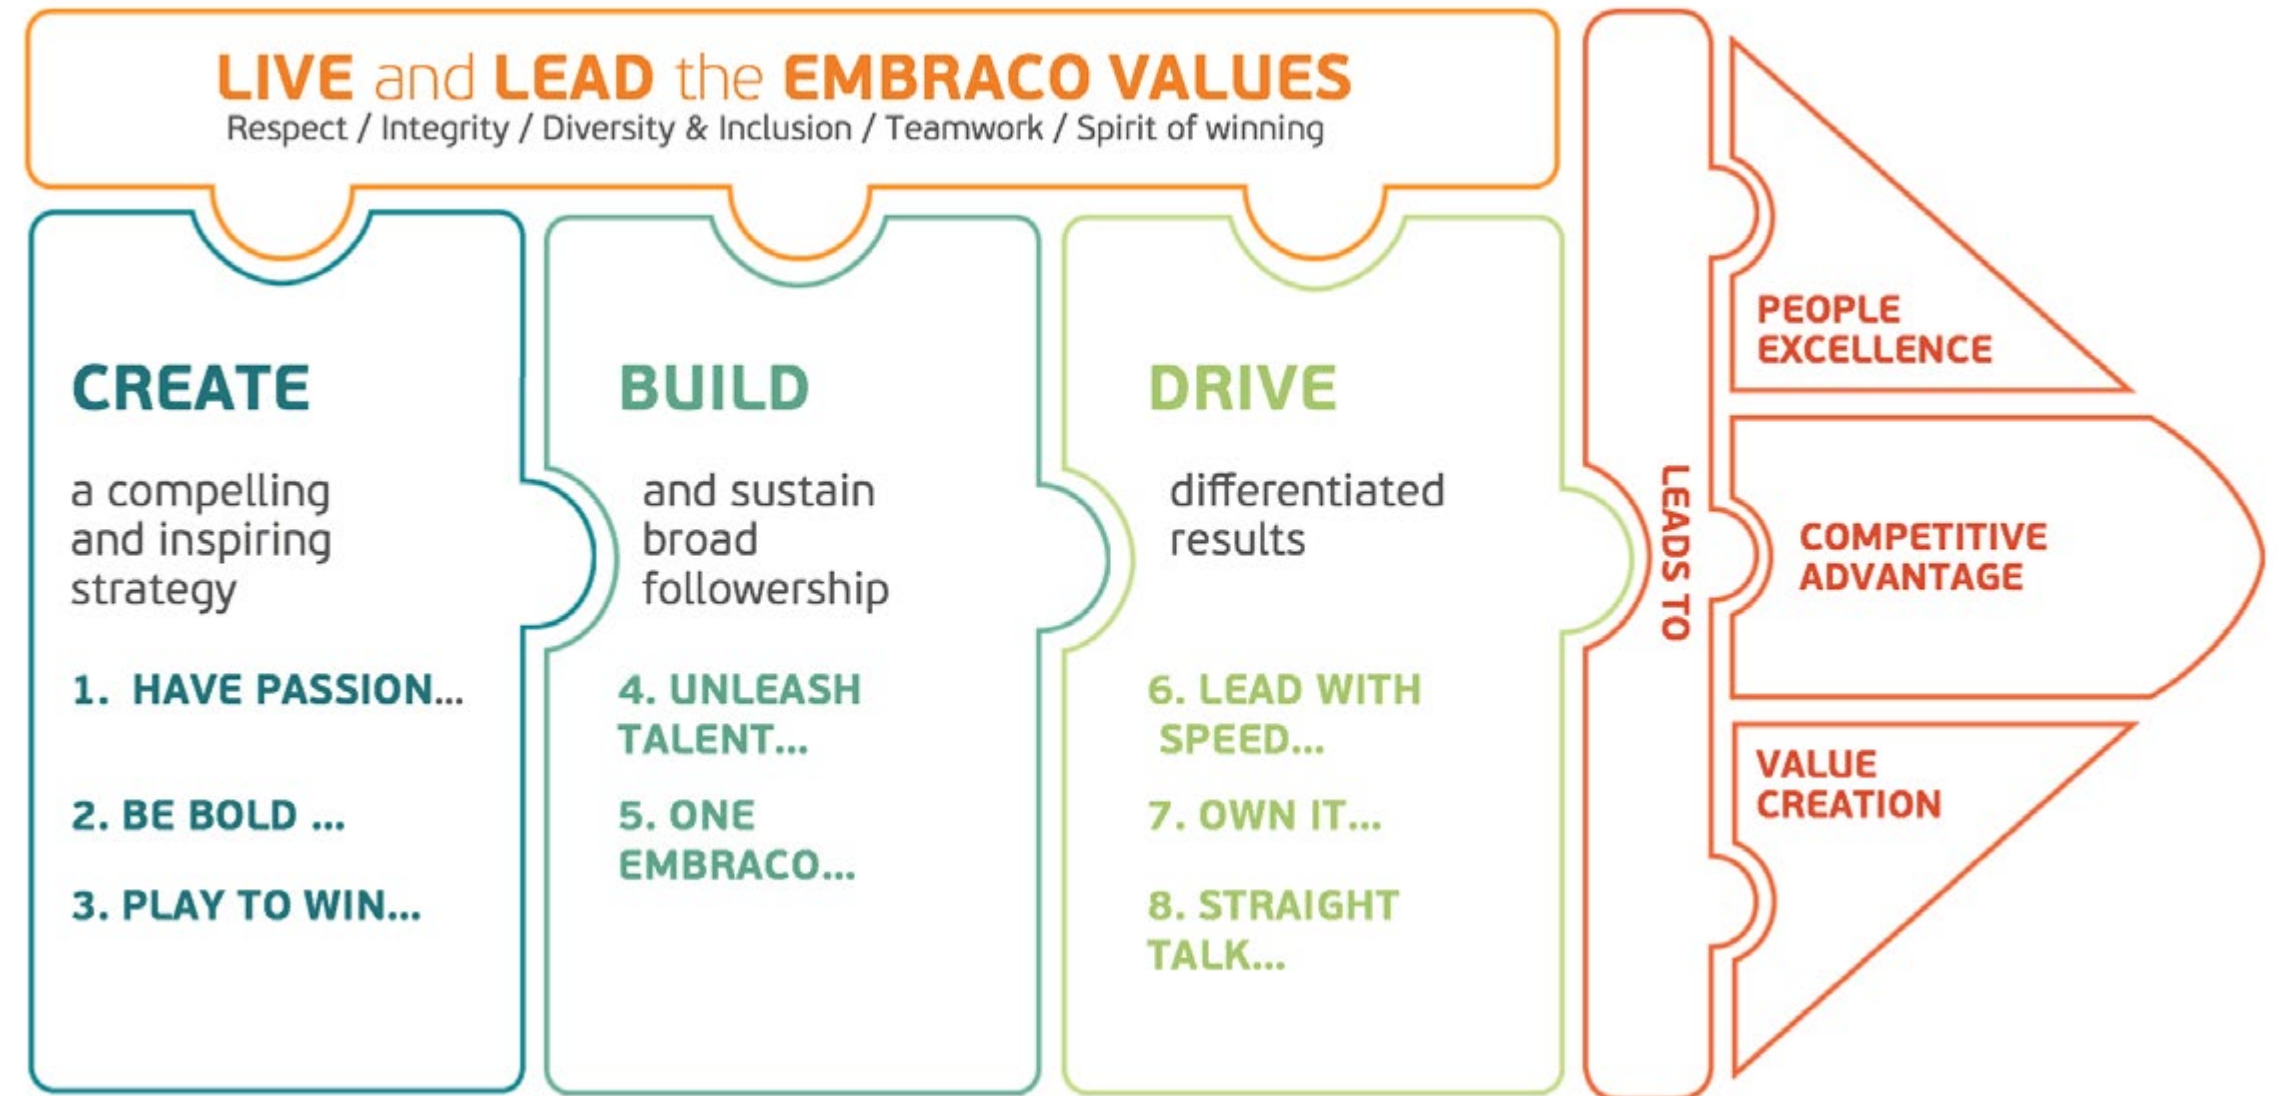 LIVE and LEAD the EMBRACO VALUES
Respect / Integrity / Diversity & Inclusion / Teamwork / Spirit of winning
CREATE
a compelling
and inspiring
strategy
1. HAVE PASSION...
2. BE BOLD ...
3. PLAY TO WIN...
BUILD
and sustain
broad
followership
4. UNLEASH
TALENT...
5. ONE
EMBRACO...
DRIVE
differentiated
results
6. LEAD WITH
SPEED...
7. OWN IT...
8. STRAIGHT
TALK...
LEADS TO
PEOPLE
EXCELLENCE
COMPETITIVE
ADVANTAGE
VALUE
CREATION